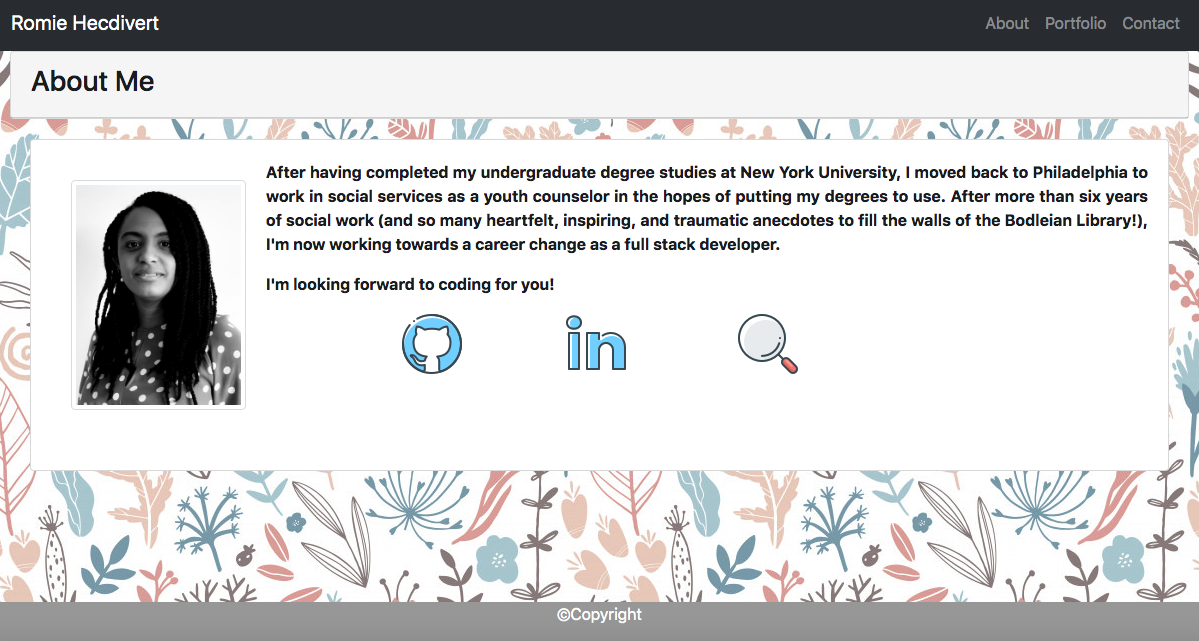 Romie Hecdivert
About Portfolio Contact
About Me
After having completed my undergraduate degree studies at New York University, I moved back to Philadelphia to
work in social services as a youth counselor in the hopes of putting my degrees to use. After more than six years
of social work (and so many heartfelt, inspiring, and traumatic anecdotes to fill the walls of the Bodleian Library!),
I'm now working towards a career change as a full stack developer.
I'm looking forward to coding for you!
in
©Copyright